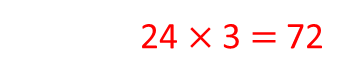 24 × 3 = 72